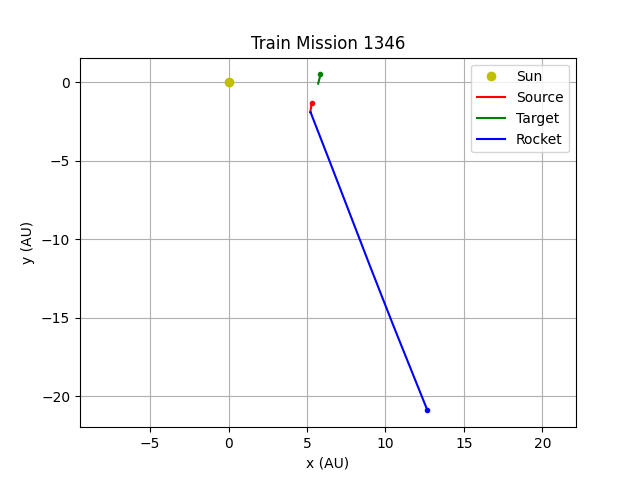 Train Mission 1346
Sun
Source
Target
Rocket
y (AU)
0
−5
−10
−15
−20
−5
0
5
10
15
20
x (AU)